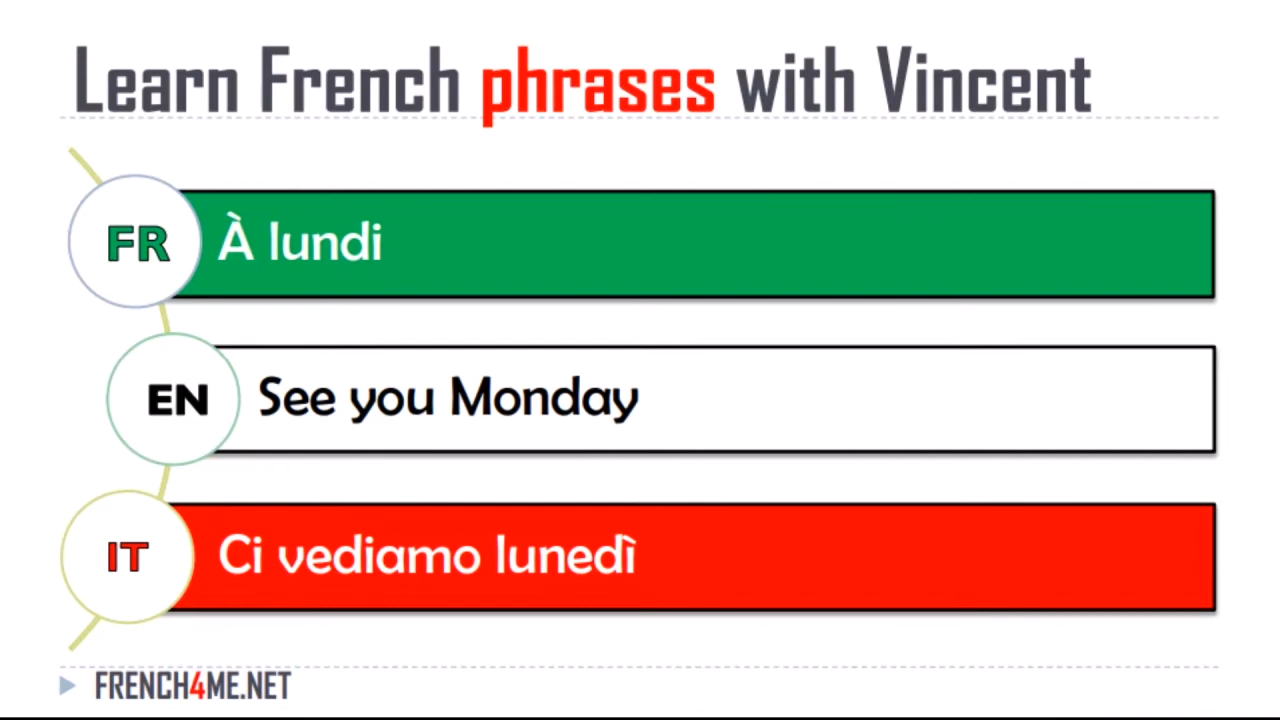 Learn French phrases with Vincent
FR À lundi
EN See you Monday
IT Ci vediamo lunedì
FRENCH4ME.NET